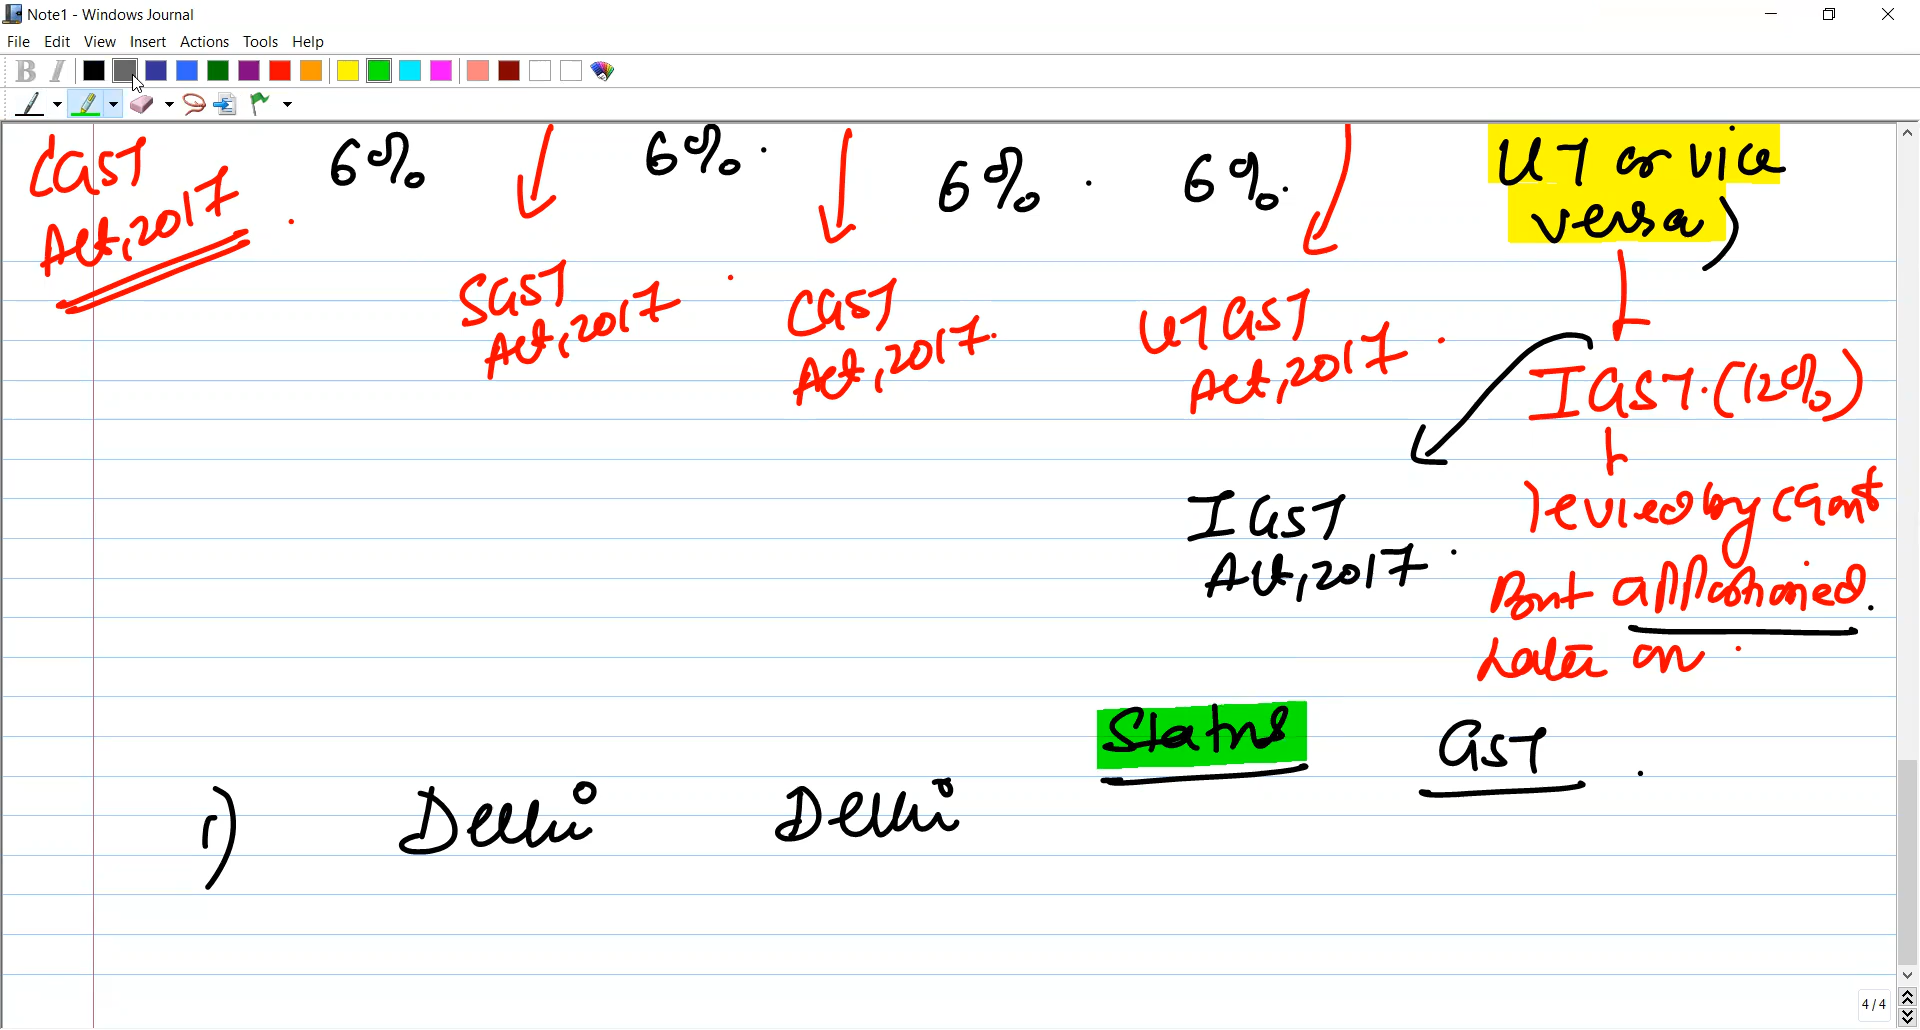 Note1 - Windows Journal
File Edit View Insert Actions Tools Help
B I
CGST
Act, 2017
6%
6%.
6%.
6%.
UT or vice
versa)
SGST
Act, 2017
CGST
Act, 2017.
UTGST
Act, 2017.
IGST.(12%)
IGST
Act, 2017.
levied by CGovt
But apportioned.
Later on.
Status
GST
1) Delhi Delhi
4 / 4